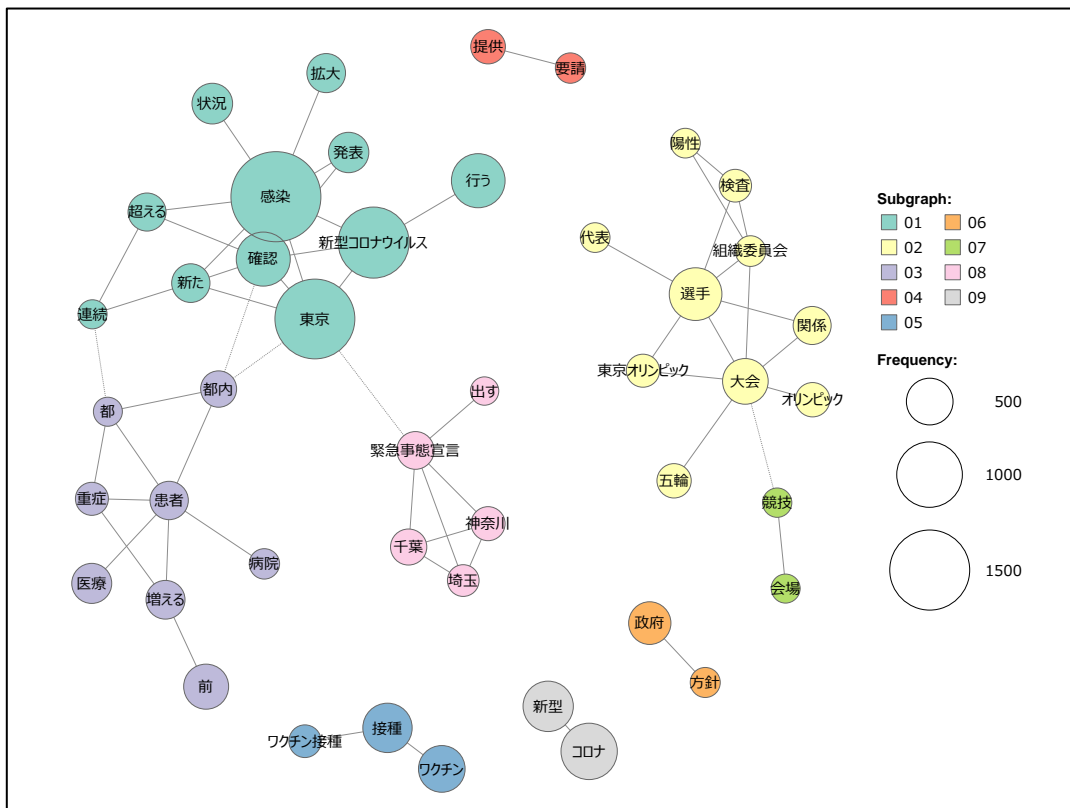 提供
要請
拡大
状況
発表
感染
行う
超える
新型コロナウイルス
確認
新た
連続
東京
陽性
検査
代表
組織委員会
選手
関係
東京オリンピック
大会
オリンピック
五輪
競技
会場
都内
都
重症
患者
病院
医療
増える
前
出す
緊急事態宣言
神奈川
千葉
埼玉
政府
方針
新型
コロナ
接種
ワクチン接種
ワクチン
Subgraph:
01
02
03
04
05
06
07
08
09
Frequency:
500
1000
1500